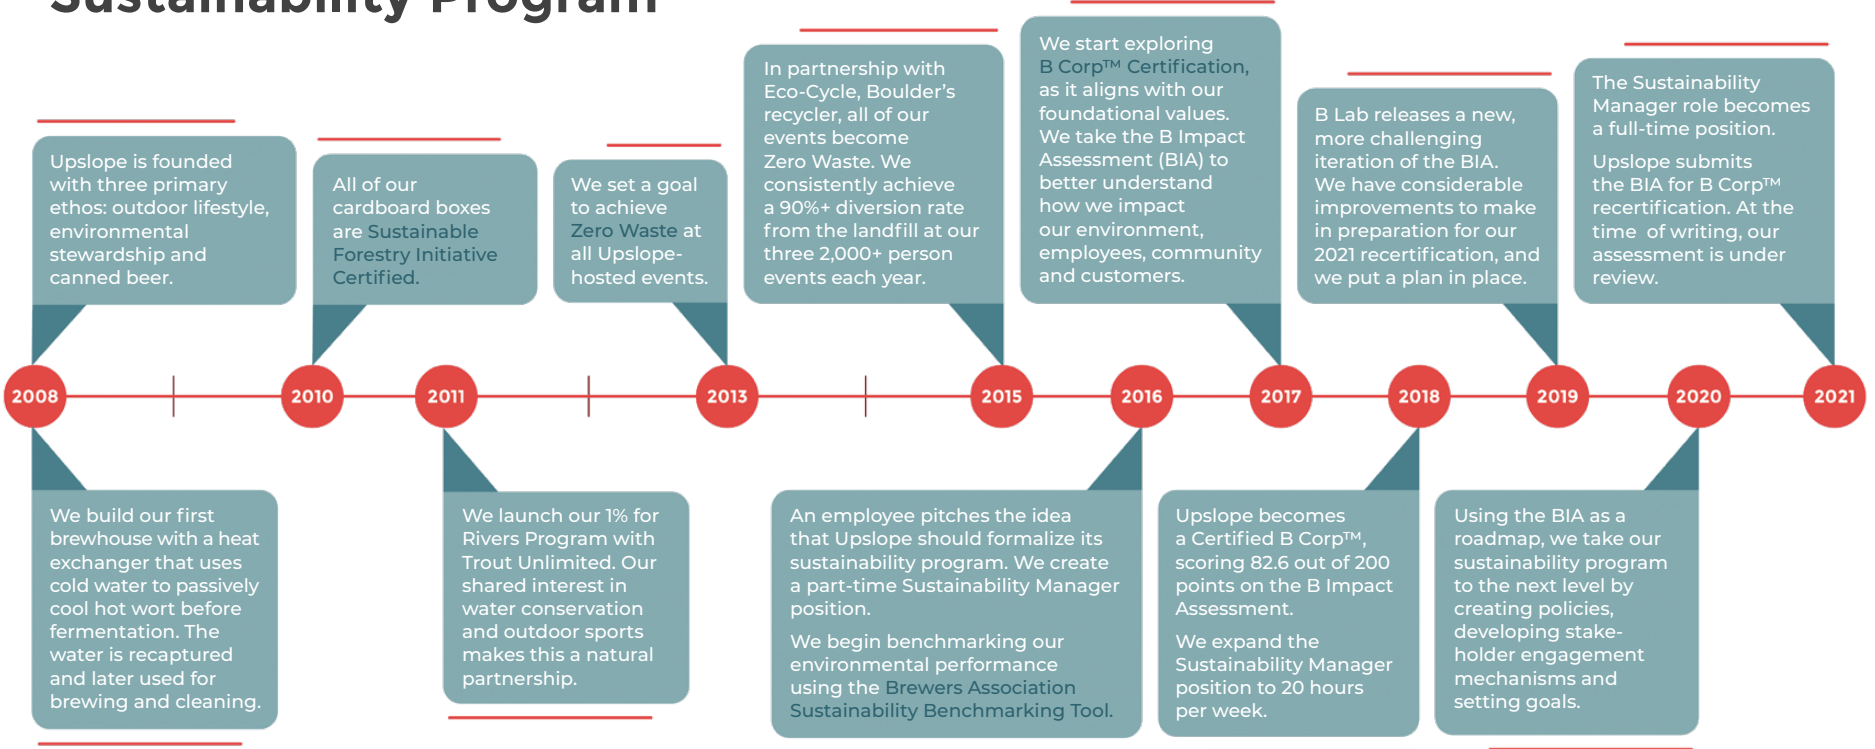 Sustainability Program
Upslope is founded
with three primary
ethos: outdoor lifestyle,
environmental
stewardship and
canned beer.
All of our
cardboard boxes
are Sustainable
Forestry Initiative
Certified.
We set a goal
to achieve
Zero Waste at
all Upslope-
hosted events.
In partnership with
Eco-Cycle, Boulder’s
recycler, all of our
events become
Zero Waste. We
consistently achieve
a 90%+ diversion rate
from the landfill at our
three 2,000+ person
events each year.
We start exploring
B Corp™ Certification,
as it aligns with our
foundational values.
We take the B Impact
Assessment (BIA) to
better understand
how we impact
our environment,
employees, community
and customers.
B Lab releases a new,
more challenging
iteration of the BIA.
We have considerable
improvements to make
in preparation for our
2021 recertification, and
we put a plan in place.
The Sustainability
Manager role becomes
a full-time position.
Upslope submits
the BIA for B Corp™
recertification. At the
time of writing, our
assessment is under
review.
2008
2010
2011
2013
2015
2016
2017
2018
2019
2020
2021
We build our first
brewhouse with a heat
exchanger that uses
cold water to passively
cool hot wort before
fermentation. The
water is recaptured
and later used for
brewing and cleaning.
We launch our 1% for
Rivers Program with
Trout Unlimited. Our
shared interest in
water conservation
and outdoor sports
makes this a natural
partnership.
An employee pitches the idea
that Upslope should formalize its
sustainability program. We create
a part-time Sustainability Manager
position.
We begin benchmarking our
environmental performance
using the Brewers Association
Sustainability Benchmarking Tool.
Upslope becomes
a Certified B Corp™,
scoring 82.6 out of 200
points on the B Impact
Assessment.
We expand the
Sustainability Manager
position to 20 hours
per week.
Using the BIA as a
roadmap, we take our
sustainability program
to the next level by
creating policies,
developing stake-
holder engagement
mechanisms and
setting goals.